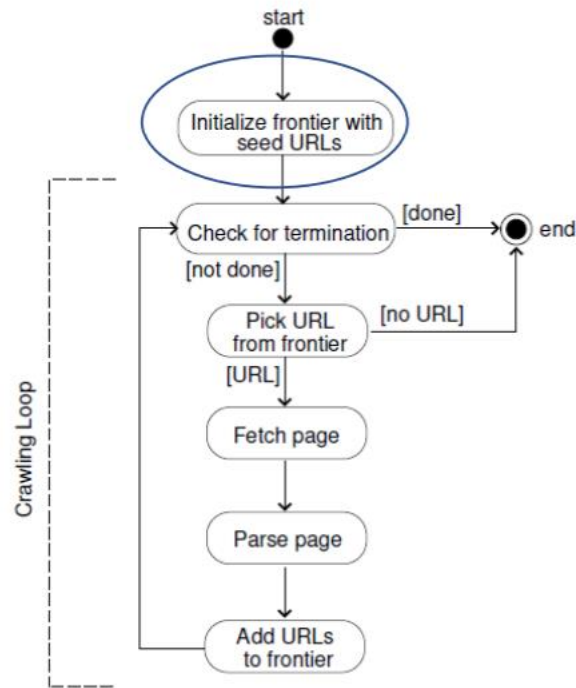 start
Initialize frontier with
seed URLs
[done]
Check for termination
end
[not done]
Pick URL
from frontier
[no URL]
[URL]
Fetch page
Crawling Loop
Parse page
Add URLs
to frontier